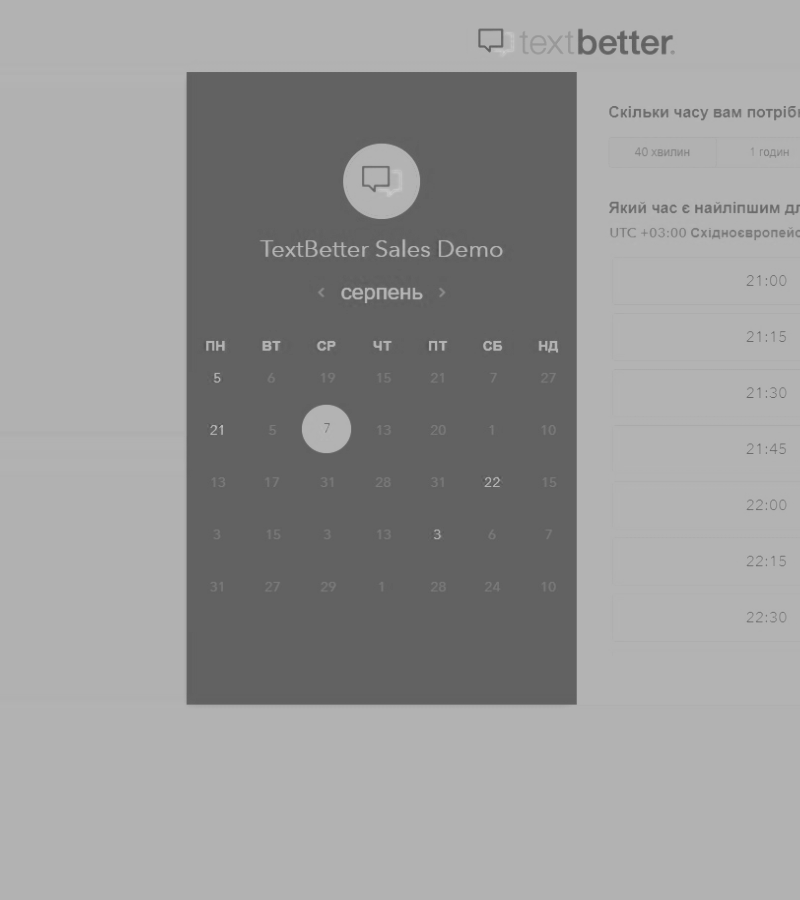 textbetter.
TextBetter Sales Demo
серпень
ПН ВТ СР ЧТ ПТ СБ НД
5 6 19 15 21 7 27
21 5 7 13 20 1 10
13 17 31 28 31 22 15
3 15 3 13 3 6 7
31 27 29 1 28 24 10
Скільки часу вам
40 хвилин 1 годин
Який час є найліпшим
UTC +03:00
21:00
21:15
21:30
21:45
22:00
22:15
22:30